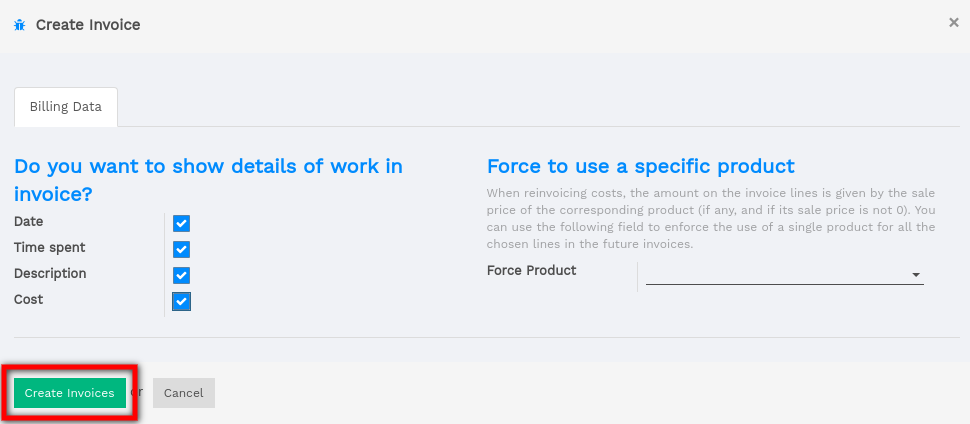 Create Invoice
×
Billing Data
Do you want to show details of work in
invoice?
Date
Time spent
Description
Cost
Force to use a specific product
When reinvoicing costs, the amount on the invoice lines is given by the sale
price of the corresponding product (if any, and if its sale price is not 0). You
can use the following field to enforce the use of a single product for all the
chosen lines in the future invoices.
Force Product
Create Invoices or Cancel